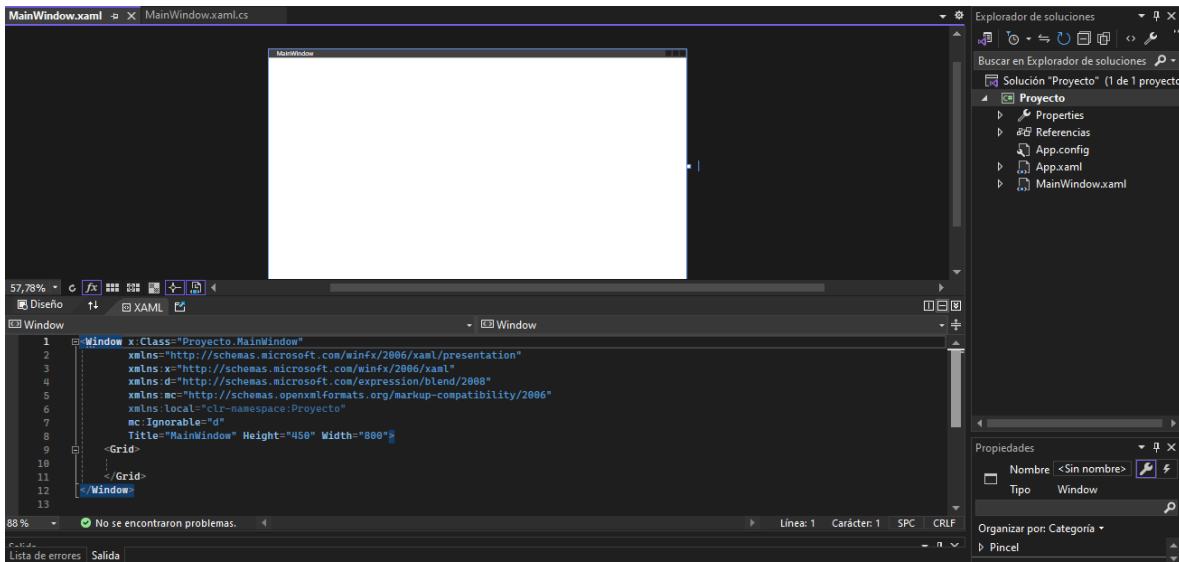 MainWindow.xaml
MainWindow.xaml.cs
MainWindow
57,78%
fx
Diseño
XAML
Window
Window
1 <Window x:Class="Proyecto.MainWindow"
2 xmlns="http://schemas.microsoft.com/winfx/2006/xaml/presentation"
3 xmlns:x="http://schemas.microsoft.com/winfx/2006/xaml"
4 xmlns:d="http://schemas.microsoft.com/expression/blend/2008"
5 xmlns:mc="http://schemas.openxmlformats.org/markup-compatibility/2006"
6 xmlns:local="clr-namespace:Proyecto"
7 mc:Ignorable="d"
8 Title="MainWindow" Height="450" Width="800">
9 <Grid>
10
11 </Grid>
12 </Window>
13
88 %
No se encontraron problemas.
Línea: 1
Carácter: 1
SPC
CRLF
Salida
Lista de errores
Salida
Explorador de soluciones
Buscar en Explorador de soluciones
Solución "Proyecto" (1 de 1 proyecto
C# Proyecto
Properties
Referencias
App.config
App.xaml
MainWindow.xaml
Propiedades
Nombre <Sin nombre>
Tipo Window
Organizar por: Categoría
Pincel